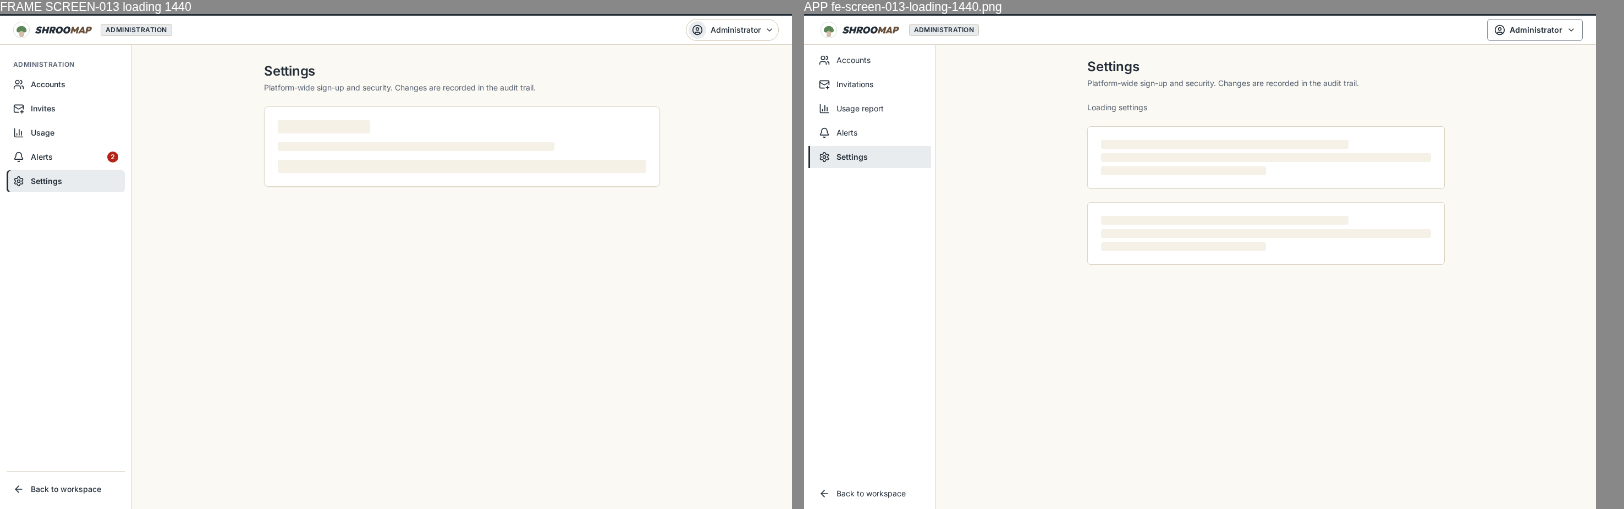 FRAME SCREEN-013 loading 1440
SHROOMAP ADMINISTRATION Administrator
ADMINISTRATION
Accounts
Invites
Usage
Alerts 2
Settings
Back to workspace
Settings
Platform-wide sign-up and security. Changes are recorded in the audit trail.
APP fe-screen-013-loading-1440.png
SHROOMAP ADMINISTRATION Administrator
Accounts
Invitations
Usage report
Alerts
Settings
Back to workspace
Settings
Platform-wide sign-up and security. Changes are recorded in the audit trail.
Loading settings